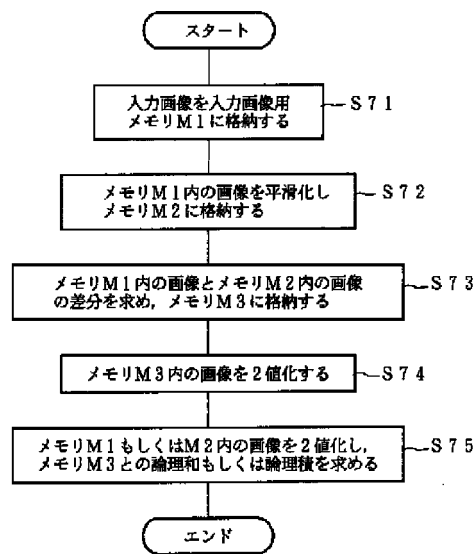 スタート
入力画像を入力画像用
メモリM1に格納する
S71
メモリM1内の画像を平滑化し
メモリM2に格納する
S72
メモリM1内の画像とメモリM2内の画像
の差分を求め，メモリM3に格納する
S73
メモリM3内の画像を2値化する
S74
メモリM1もしくはM2内の画像を2値化し，
メモリM3との論理和もしくは論理積を求める
S75
エンド